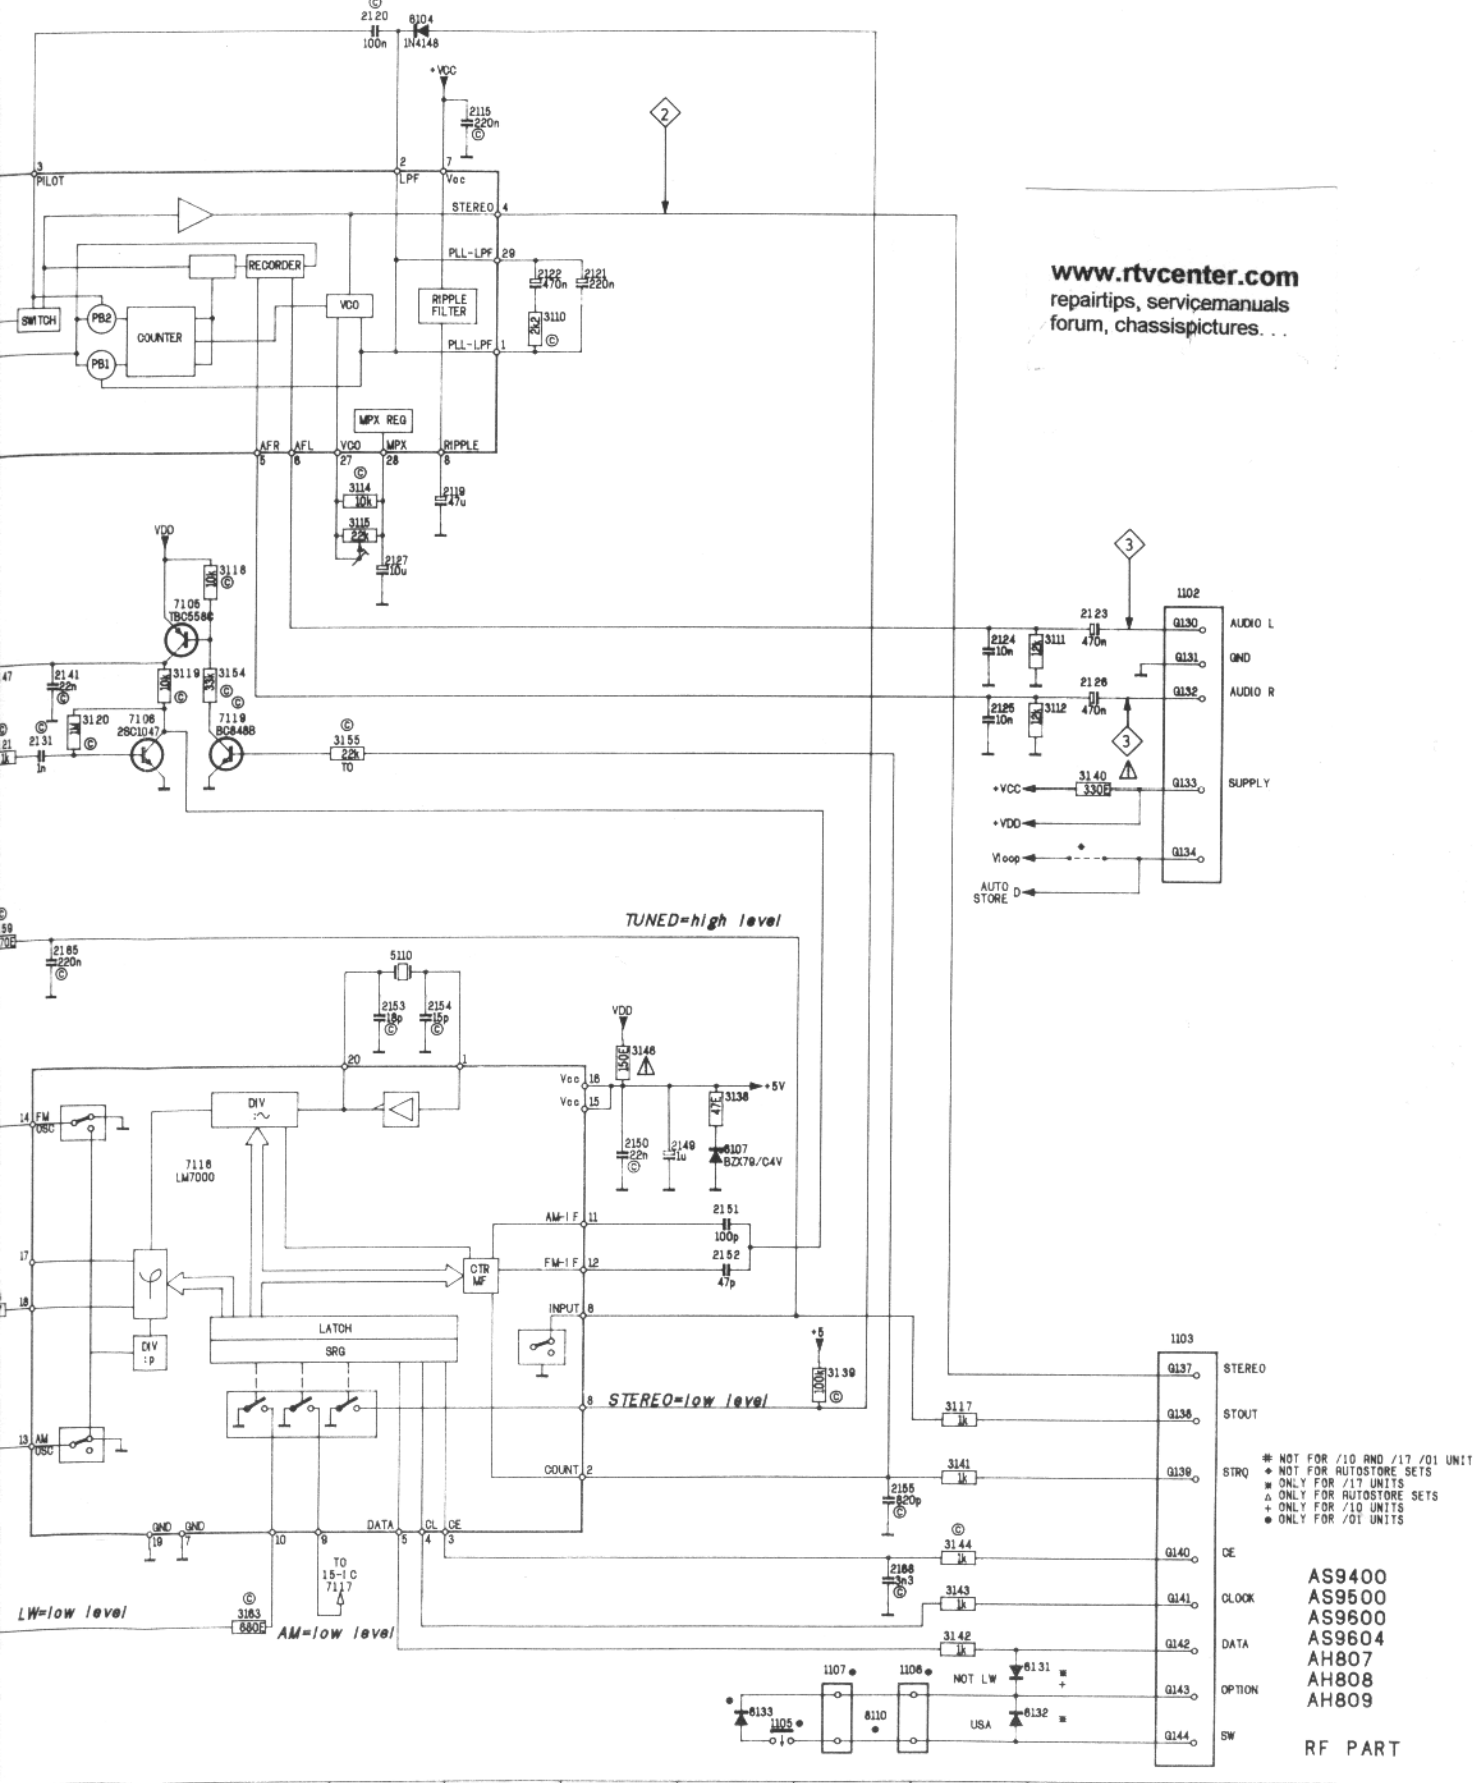 ©
2120
100n
6104
1N4148
+VCC
2115
220n
©
2
3
PILOT
2
LPF
7
Vcc
STEREO 4
PLL-LPF 29
2122
470n
2121
220n
RECORDER
VCO
RIPPLE
FILTER
3110
2k2
©
SWITCH
PB2
COUNTER
PB1
PLL-LPF 1
MPX REG
AFR
5
AFL
6
VCO
27
MPX
28
RIPPLE
8
©
3114
10k
3115
22k
2119
47u
2127
10u
www.rtvcenter.com
repairtips, servicemanuals
forum, chassispictures. . .
VDD
3118
10k
©
7105
TBC558C
47
2141
22n
©
3119
10k
©
3154
33k
©
3120
1M
©
7106
2SC1047
7119
BC848B
©
©
2131
1n
©
21
1k
©
3155
22k
TO
3
1102
2124
10n
3111
12k
2123
470n
Q130
AUDIO L
Q131
GND
2126
470n
Q132
AUDIO R
2125
10n
3112
12k
3
3140
330E
+VCC
Q133
SUPPLY
+VDD
Vloop
Q134
AUTO
STORE D
©
59
70E
TUNED=high level
2165
220n
©
5110
2153
18p
©
2154
15p
©
VDD
3146
150E
20
1
Vcc 16
Vcc 15
+5V
3138
47E
14 FM
OSC
DIV
:~
7116
LM7000
2150
22n
©
2149
1u
6107
BZX79/C4V
AM-IF 11
2151
100p
FM-IF 12
2152
47p
17
18
CTR
MF
DIV
:p
LATCH
SRG
INPUT 6
+5
3139
100k
©
8
STEREO=low level
13 AM
OSC
COUNT 2
2155
820p
©
GND
19
GND
7
10
9
DATA
5
CL
4
CE
3
TO
15-IC
7117
LW=low level
©
3163
680E
AM=low level
1103
Q137
STEREO
3117
1k
Q138
STOUT
3141
1k
Q139
STRQ
©
3144
1k
Q140
CE
2166
3n3
©
3143
1k
Q141
CLOCK
3142
1k
Q142
DATA
NOT LW
6131
Q143
OPTION
USA
6132
Q144
SW
6133
1105
1107
6110
1106
# NOT FOR /10 AND /17 /01 UNIT
NOT FOR AUTOSTORE SETS
ONLY FOR /17 UNITS
ONLY FOR AUTOSTORE SETS
+ ONLY FOR /10 UNITS
● ONLY FOR /01 UNITS
AS9400
AS9500
AS9600
AS9604
AH807
AH808
AH809
RF PART